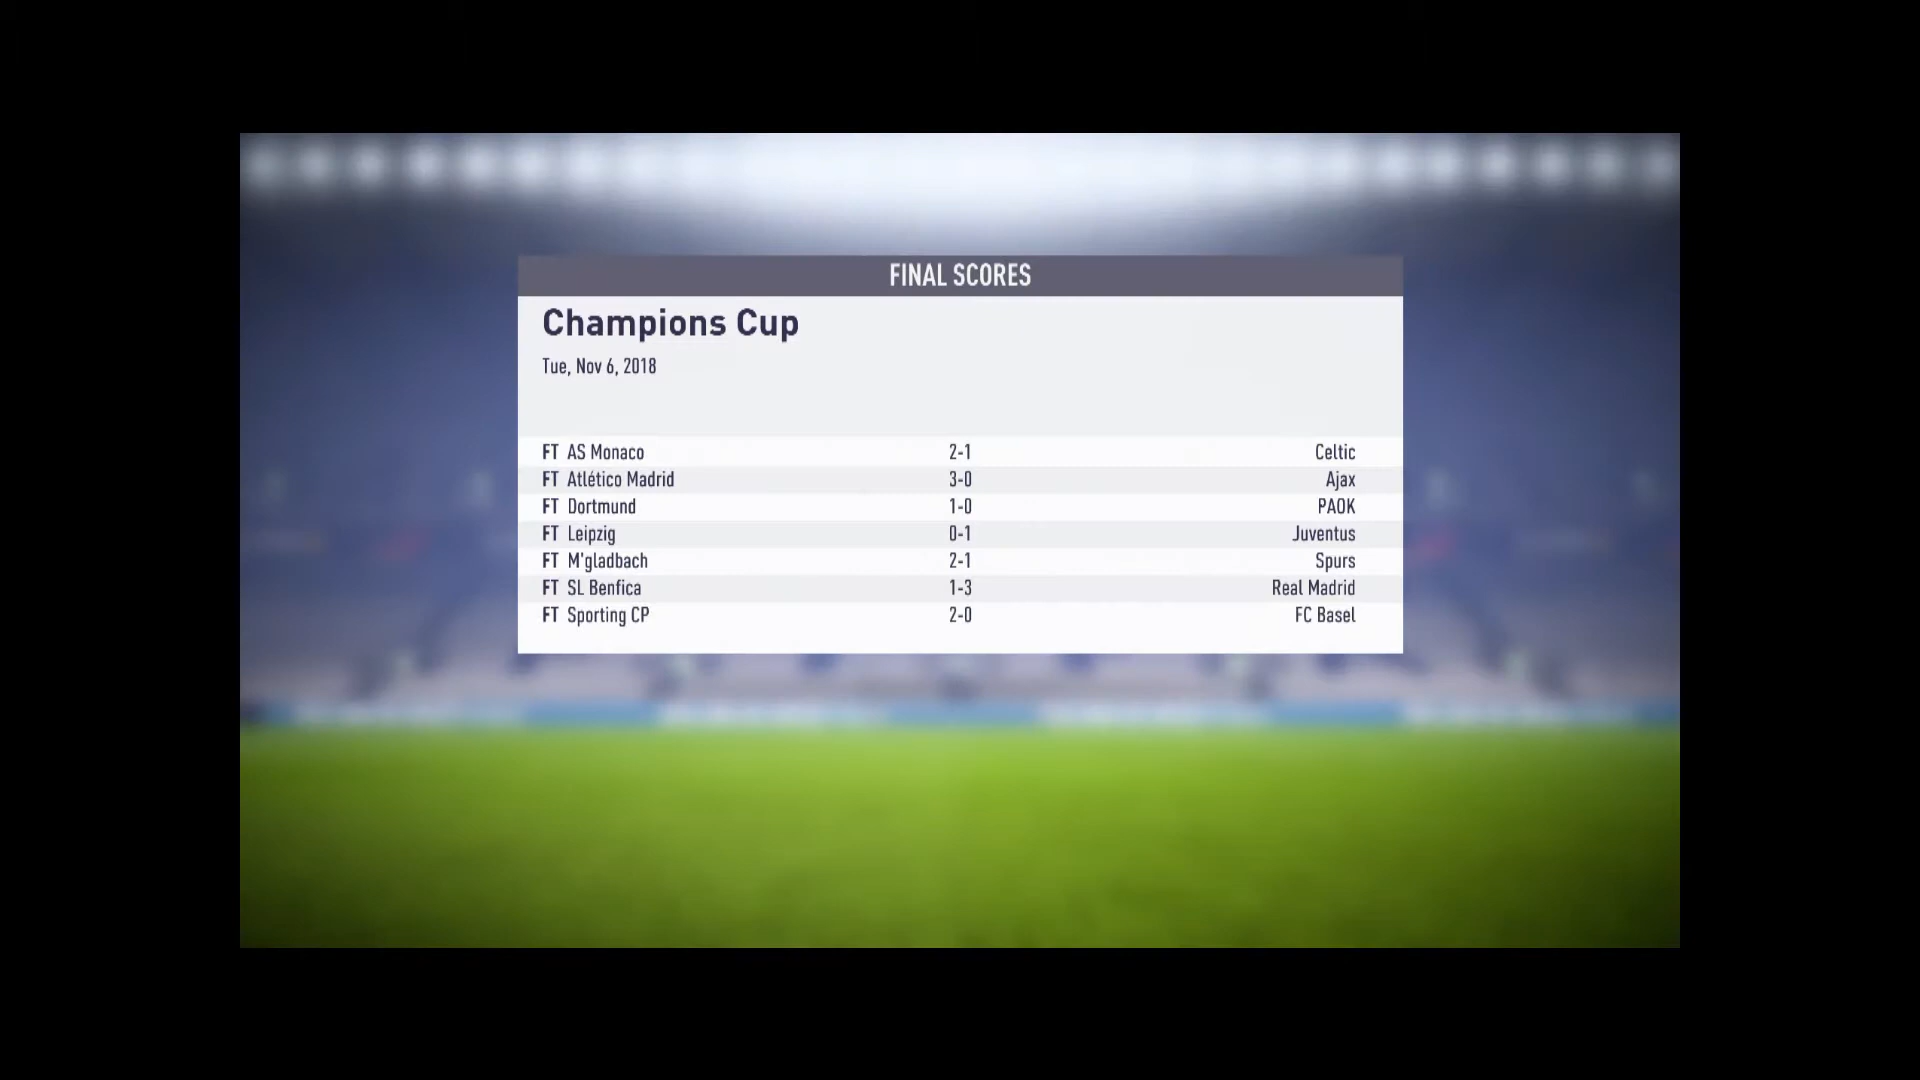 FINAL SCORES
Champions Cup
Tue, Nov 6, 2018
FT AS Monaco 2-1 Celtic
FT Atlético Madrid 3-0 Ajax
FT Dortmund 1-0 PAOK
FT Leipzig 0-1 Juventus
FT M'gladbach 2-1 Spurs
FT SL Benfica 1-3 Real Madrid
FT Sporting CP 2-0 FC Basel